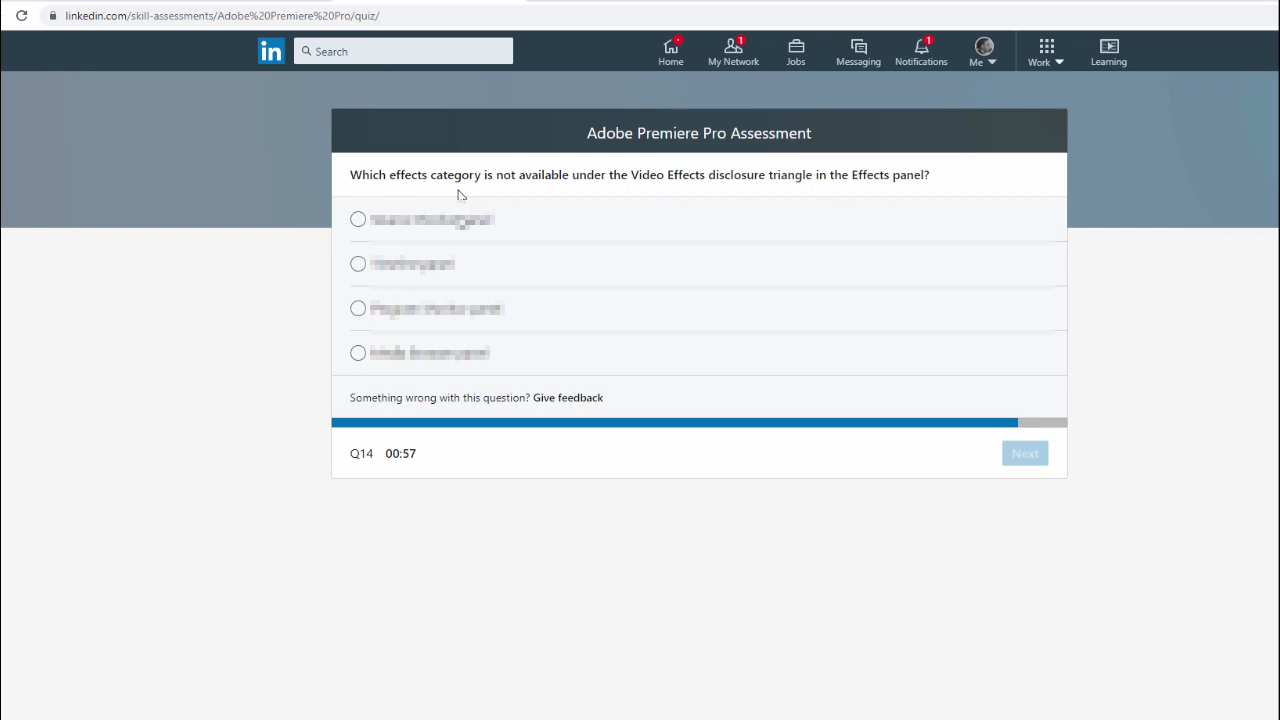 linkedin.com/skill-assessments/Adobe%20Premiere%20Pro/quiz/
in
Search
1
1
Home
My Network
Jobs
Messaging
Notifications
Me
Work
Learning
Adobe Premiere Pro Assessment
Which effects category is not available under the Video Effects disclosure triangle in the Effects panel?
Something wrong with this question? Give feedback
Q14 00:57
Next